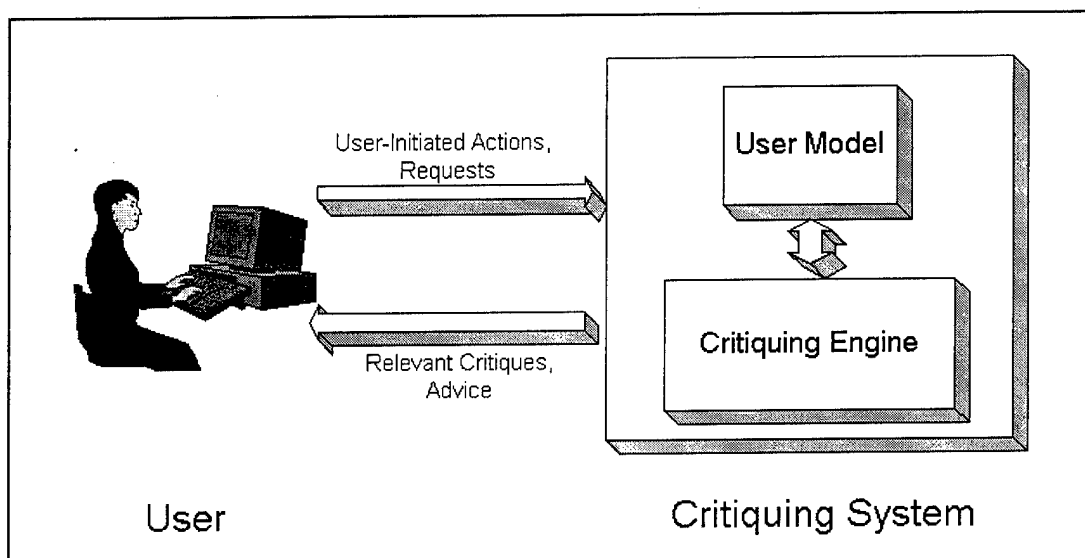 User-Initiated Actions,
Requests
User Model
Critiquing Engine
Relevant Critiques,
Advice
User
Critiquing System